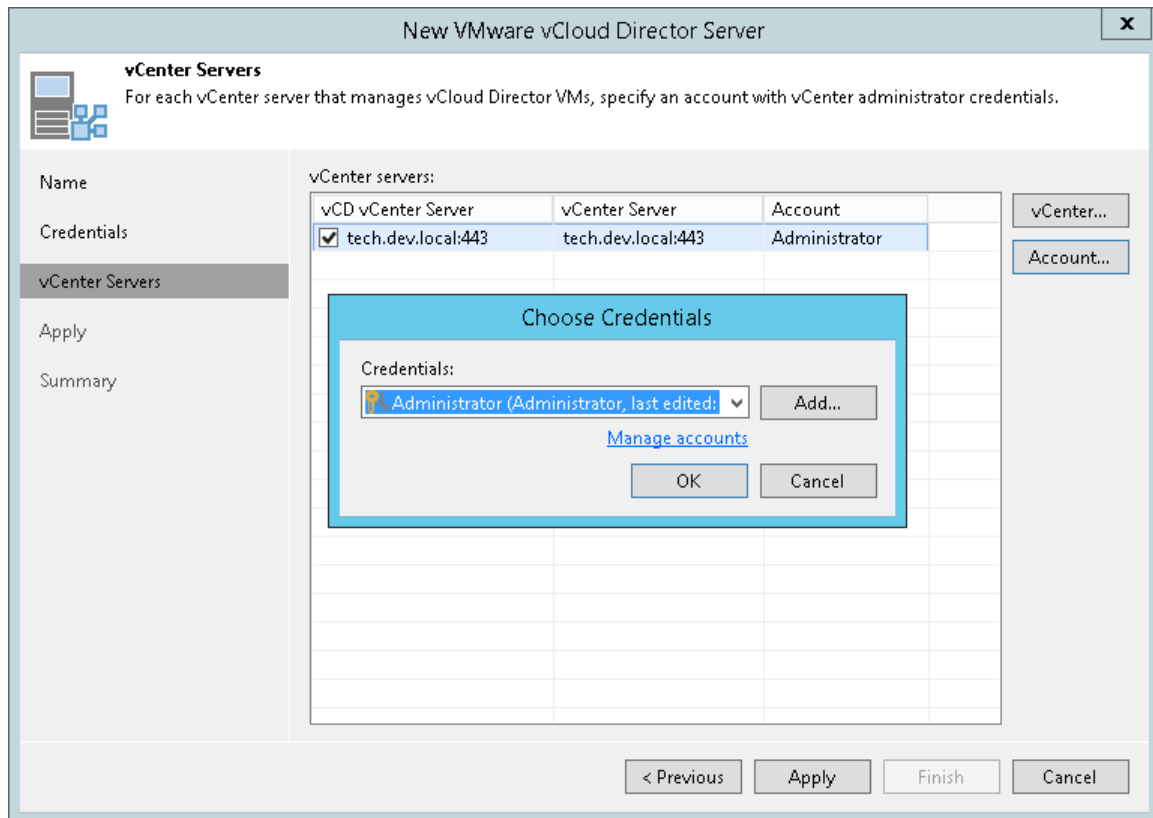 New VMware vCloud Director Server
x
vCenter Servers
For each vCenter server that manages vCloud Director VMs, specify an account with vCenter administrator credentials.
Name
Credentials
vCenter Servers
Apply
Summary
vCenter servers:
vCD vCenter Server vCenter Server Account
tech.dev.local:443 tech.dev.local:443 Administrator
vCenter...
Account...
Choose Credentials
Credentials:
Administrator (Administrator, last edited:
Add...
Manage accounts
OK Cancel
< Previous Apply Finish Cancel